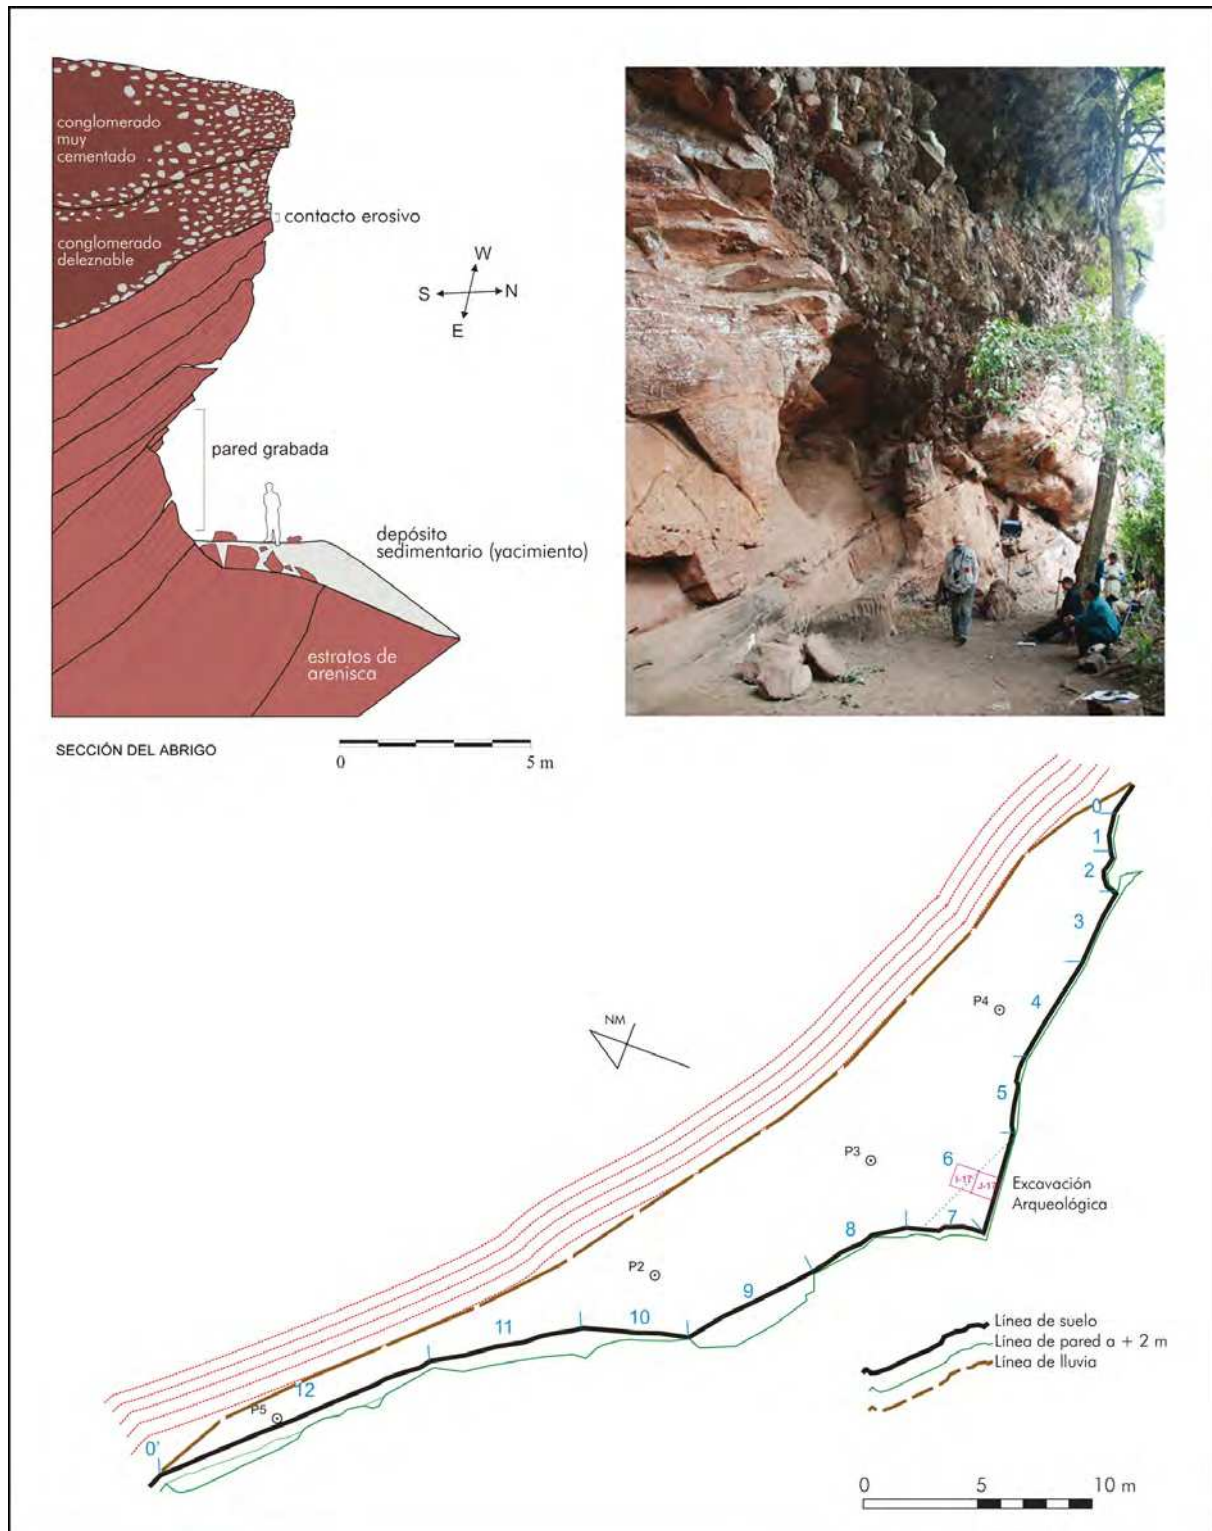 conglomerado
muy
cementado
contacto erosivo
conglomerado
deleznable
W
S
N
E
pared grabada
depósito
sedimentario (yacimiento)
estratos de
arenisca
SECCIÓN DEL ABRIGO
0
5 m
0
1
2
3
P4
4
NM
5
P3
6
I-17
J-17
Excavación
Arqueológica
7
8
P2
9
10
11
12
P5
0'
Línea de suelo
Línea de pared a + 2 m
Línea de lluvia
0
5
10 m